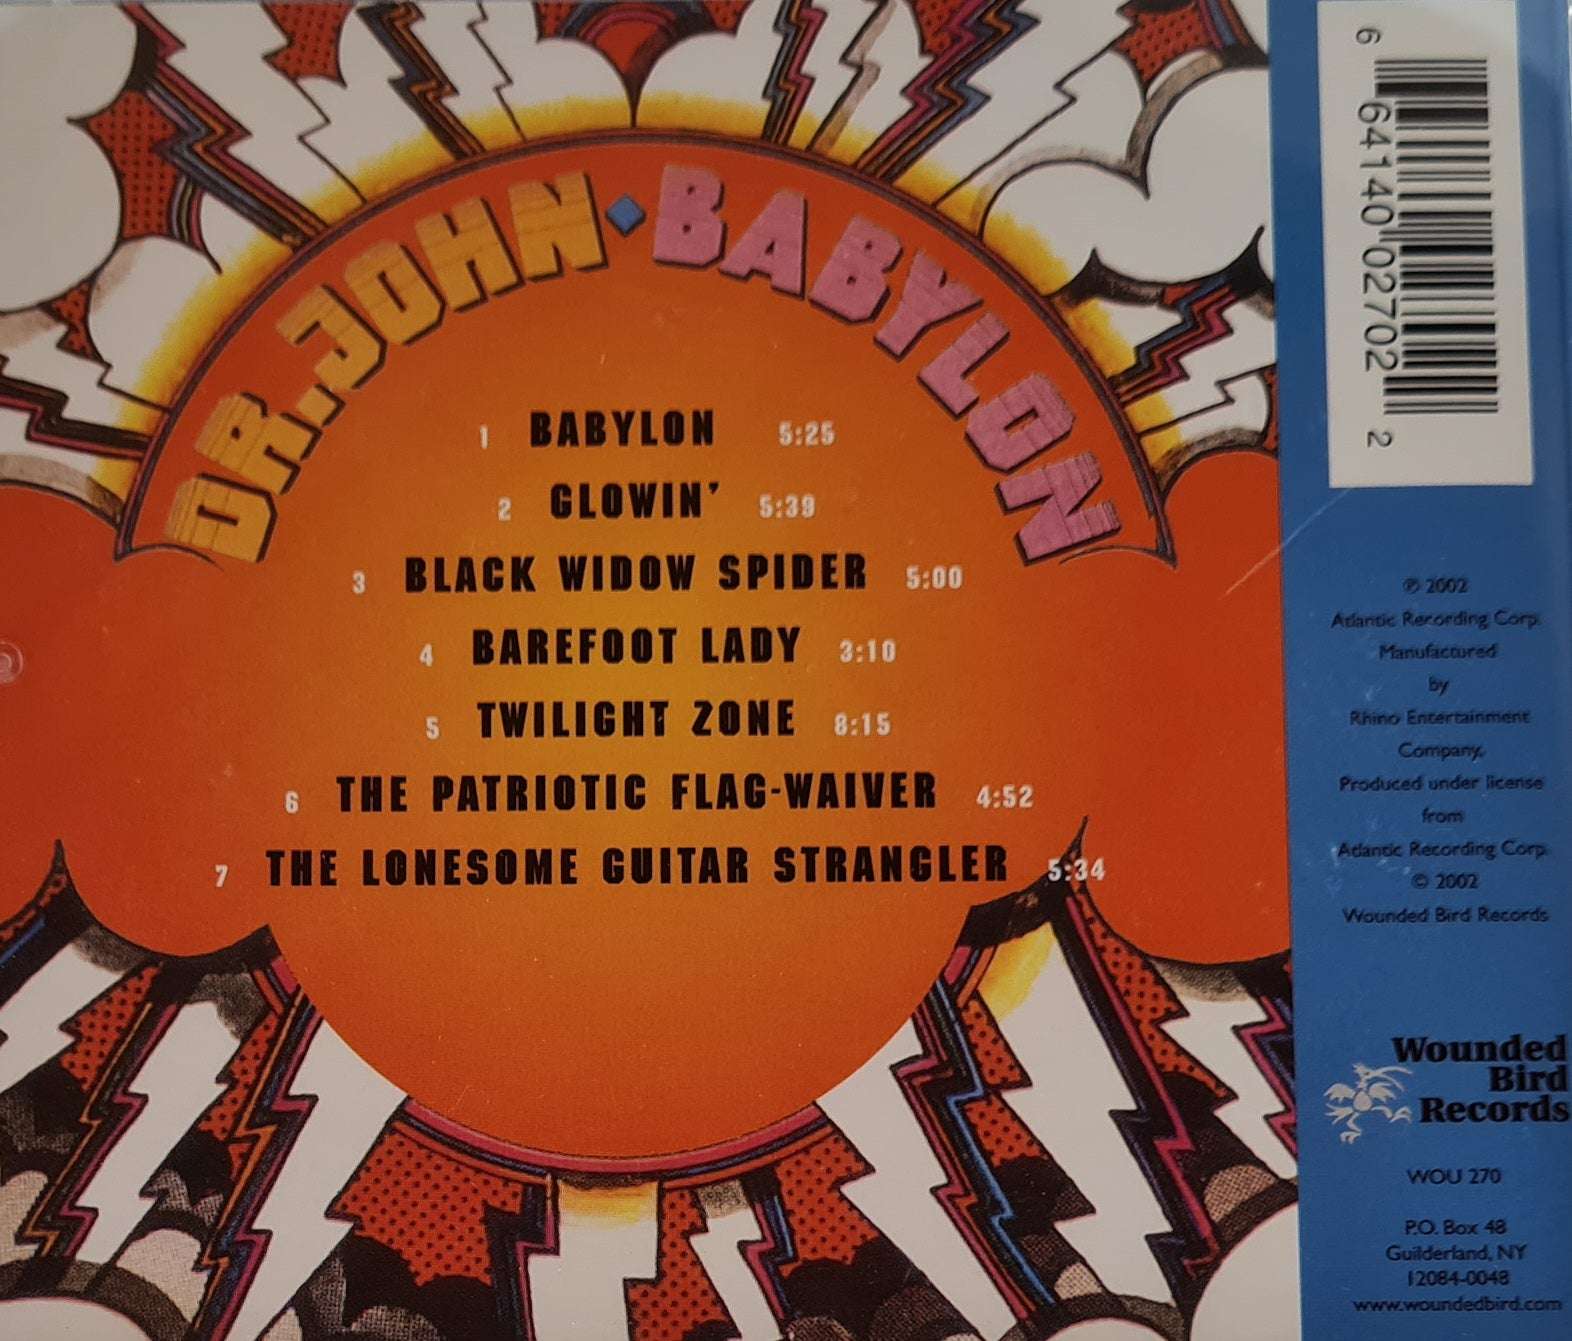 DR. JOHN ◆ BABYLON
1 BABYLON 5:25
2 GLOWIN' 5:39
3 BLACK WIDOW SPIDER 5:00
4 BAREFOOT LADY 3:10
5 TWILIGHT ZONE 8:15
6 THE PATRIOTIC FLAG-WAIVER 4:52
7 THE LONESOME GUITAR STRANGLER 5:34
6 64140 02702 2
℗ 2002
Atlantic Recording Corp.
Manufactured
by
Rhino Entertainment
Company,
Produced under license
from
Atlantic Recording Corp.
© 2002
Wounded Bird Records
Wounded
Bird
Records
WOU 270
P.O. Box 48
Guilderland, NY
12084-0048
www.woundedbird.com